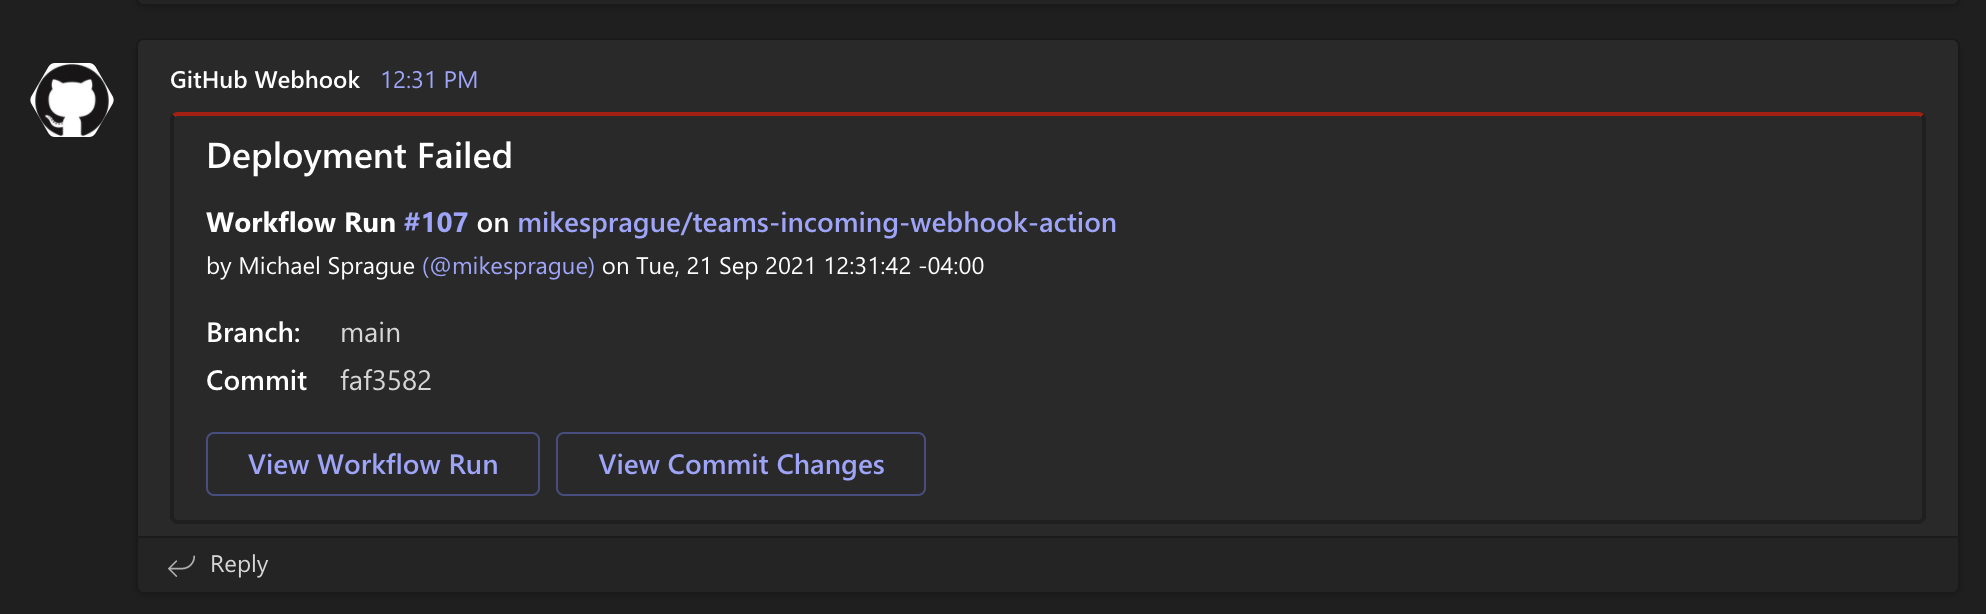 GitHub Webhook 12:31 PM
Deployment Failed
Workflow Run #107 on mikesprague/teams-incoming-webhook-action
by Michael Sprague (@mikesprague) on Tue, 21 Sep 2021 12:31:42 -04:00
Branch: main
Commit faf3582
View Workflow Run View Commit Changes
Reply